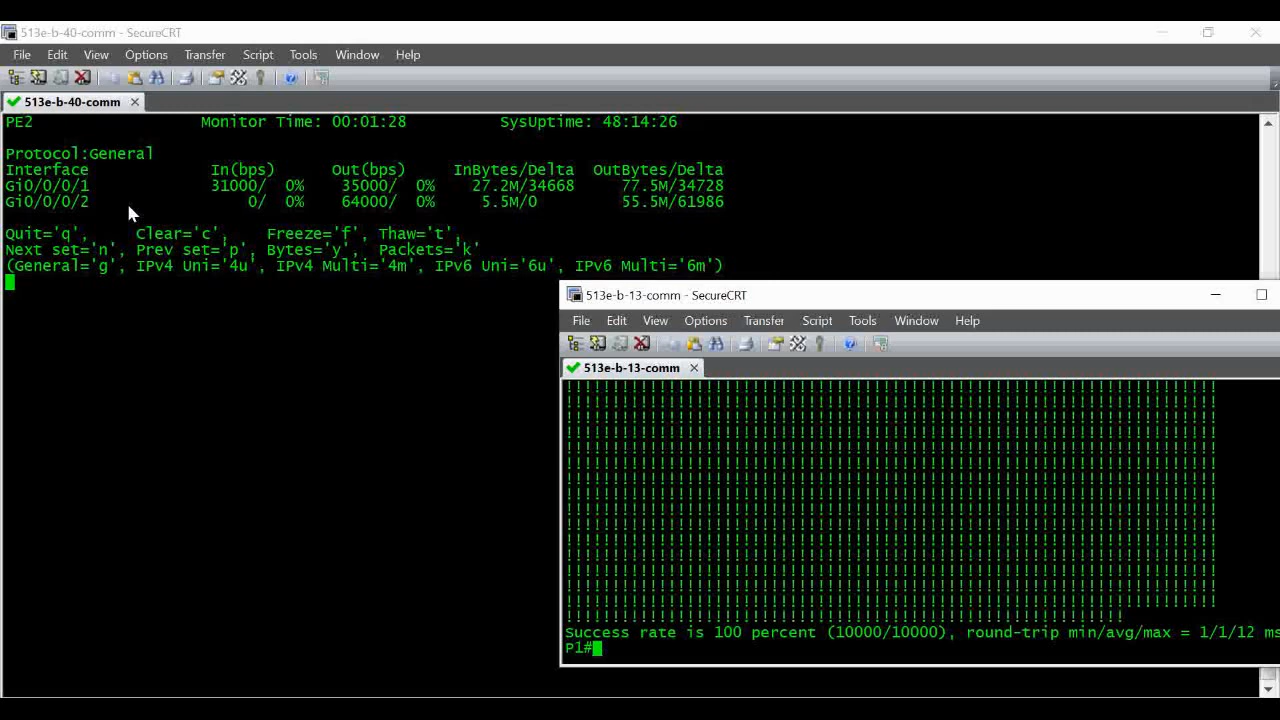 513e-b-40-comm - SecureCRT
File Edit View Options Transfer Script Tools Window Help
513e-b-40-comm
PE2 Monitor Time: 00:01:28 SysUptime: 48:14:26
Protocol:General
Interface In(bps) Out(bps) InBytes/Delta OutBytes/Delta
Gi0/0/0/1 31000/ 0% 35000/ 0% 27.2M/34668 77.5M/34728
Gi0/0/0/2 0/ 0% 64000/ 0% 5.5M/0 55.5M/61986
Quit='q', Clear='c', Freeze='f', Thaw='t',
Next set='n', Prev set='p', Bytes='y', Packets='k'
(General='g', IPv4 Uni='4u', IPv4 Multi='4m', IPv6 Uni='6u', IPv6 Multi='6m')
513e-b-13-comm - SecureCRT
File Edit View Options Transfer Script Tools Window Help
513e-b-13-comm
Success rate is 100 percent (10000/10000), round-trip min/avg/max = 1/1/12 ms
P1#